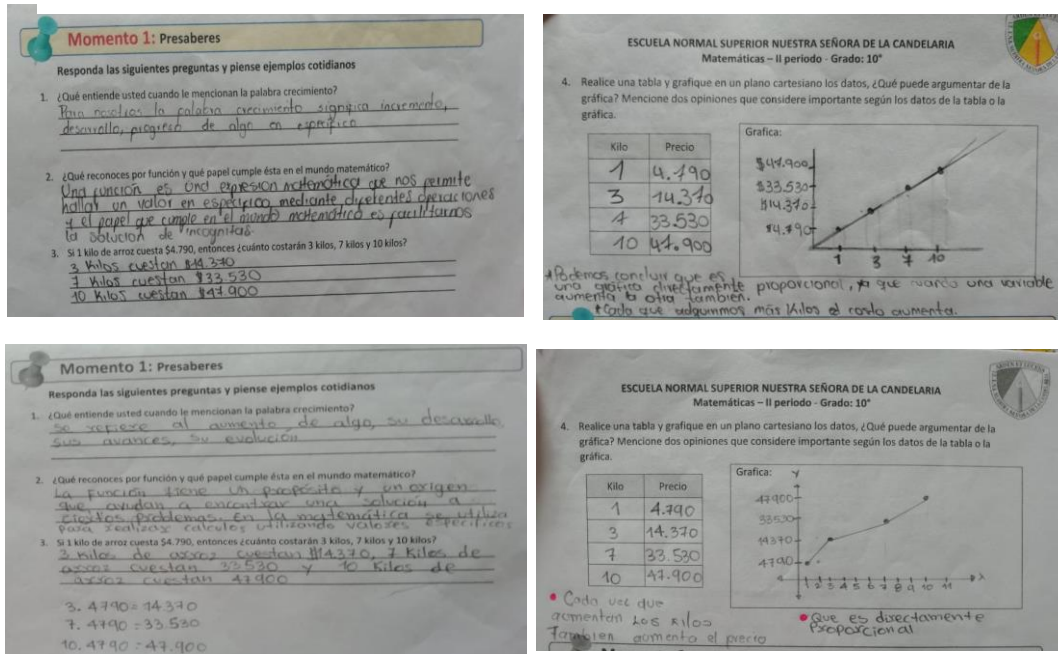 Momento 1: Presaberes
Responda las siguientes preguntas y piense ejemplos cotidianos
1. ¿Qué entiende usted cuando le mencionan la palabra crecimiento?
Para nosotros la palabra crecimiento significa incremento,
desarrollo, progreso de algo en especifico
2. ¿Qué reconoces por función y qué papel cumple ésta en el mundo matemático?
Una función es una expresión matemática que nos permite
hallar un valor en especifico, mediante diferentes operaciones
y el papel que cumple en el mundo matemático es facilitarnos
la solución de incognitas.
3. Si 1 kilo de arroz cuesta $4.790, entonces ¿cuánto costarán 3 kilos, 7 kilos y 10 kilos?
3 Kilos cuestan $14.370
7 Kilos cuestan $33.530
10 Kilos cuestan $47.900
ESCUELA NORMAL SUPERIOR NUESTRA SEÑORA DE LA CANDELARIA
Matemáticas – II periodo - Grado: 10°
4. Realice una tabla y grafique en un plano cartesiano los datos, ¿Qué puede argumentar de la
gráfica? Mencione dos opiniones que considere importante según los datos de la tabla o la
gráfica.
Kilo Precio
1 4.790
3 14.370
7 33.530
10 47.900
Grafica:
$47.900
$33.530
$14.370
$4.790
1 3 7 10
*Podemos concluir que es
una gráfica directamente proporcional, ya que cuando una variable
aumenta la otra tambien.
*Cada que adquirimos más Kilos el costo aumenta.
Momento 1: Presaberes
Responda las siguientes preguntas y piense ejemplos cotidianos
1. ¿Qué entiende usted cuando le mencionan la palabra crecimiento?
se refiere al aumento de algo, su desarrollo,
sus avances, su evolución
2. ¿Qué reconoces por función y qué papel cumple ésta en el mundo matemático?
La Función tiene un proposito y un origen
que ayudan a encontrar una solución a
ciertos problemas. En la matemática se utiliza
para realizar calculos utilizando valores especificos
3. Si 1 kilo de arroz cuesta $4.790, entonces ¿cuánto costarán 3 kilos, 7 kilos y 10 kilos?
3 kilos de arroz cuestan $14.370, 7 Kilos de
arroz cuestan 33530 y 10 Kilos de
arroz cuestan 47900
3. 4790 = 14370
7. 4790 = 33.530
10. 4790 = 47.900
ESCUELA NORMAL SUPERIOR NUESTRA SEÑORA DE LA CANDELARIA
Matemáticas – II periodo - Grado: 10°
4. Realice una tabla y grafique en un plano cartesiano los datos, ¿Qué puede argumentar de la
gráfica? Mencione dos opiniones que considere importante según los datos de la tabla o la
gráfica.
Kilo Precio
1 4.790
3 14.370
7 33.530
10 47.900
Grafica:
Y
47900
33530
14370
4790
1 2 3 4 5 6 7 8 9 10 11 X
Cada vez que
aumentan Los Kilos
Tambien aumenta el precio
Que es directamente
Proporcional